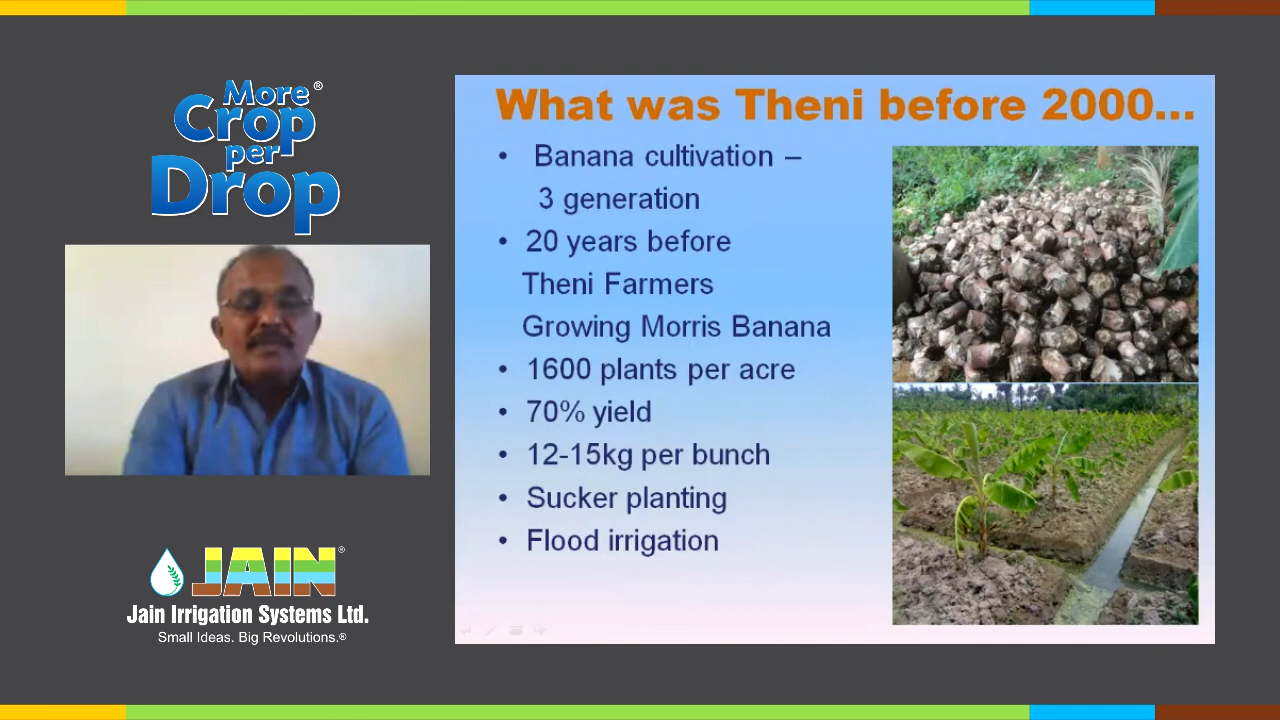 More®
Crop
per
Drop
JAIN®
Jain Irrigation Systems Ltd.
Small Ideas. Big Revolutions.®
What was Theni before 2000...
• Banana cultivation –
3 generation
• 20 years before
Theni Farmers
Growing Morris Banana
• 1600 plants per acre
• 70% yield
• 12-15kg per bunch
• Sucker planting
• Flood irrigation